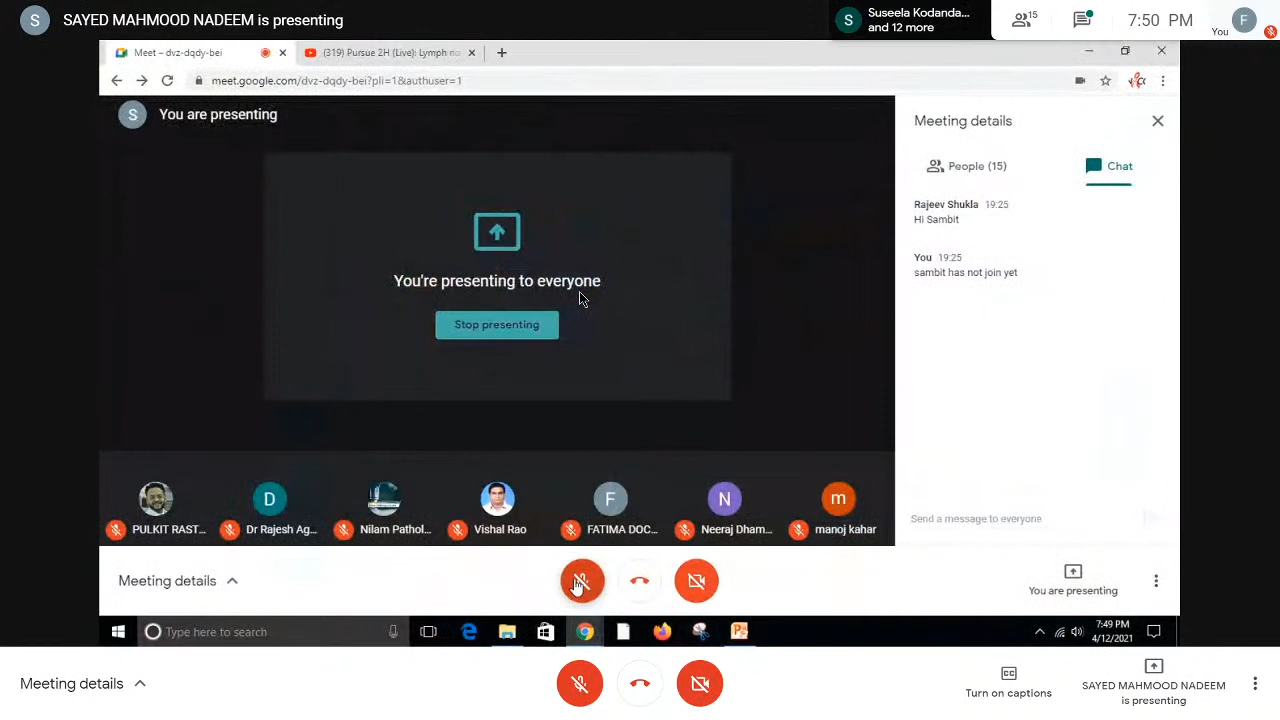 S SAYED MAHMOOD NADEEM is presenting
S Suseela Kodanda...
and 12 more
15
7:50 PM
You
F
Meet – dvz-dqdy-bei
(319) Pursue 2H (Live): Lymph no
meet.google.com/dvz-dqdy-bei?pli=1&authuser=1
S You are presenting
You're presenting to everyone
Stop presenting
Meeting details
People (15)
Chat
Rajeev Shukla 19:25
Hi Sambit
You 19:25
sambit has not join yet
Send a message to everyone
D
F
N
m
PULKIT RAST...
Dr Rajesh Ag...
Nilam Pathol...
Vishal Rao
FATIMA DOC...
Neeraj Dham...
manoj kahar
Meeting details
You are presenting
Type here to search
7:49 PM
4/12/2021
Meeting details
Turn on captions
SAYED MAHMOOD NADEEM
is presenting